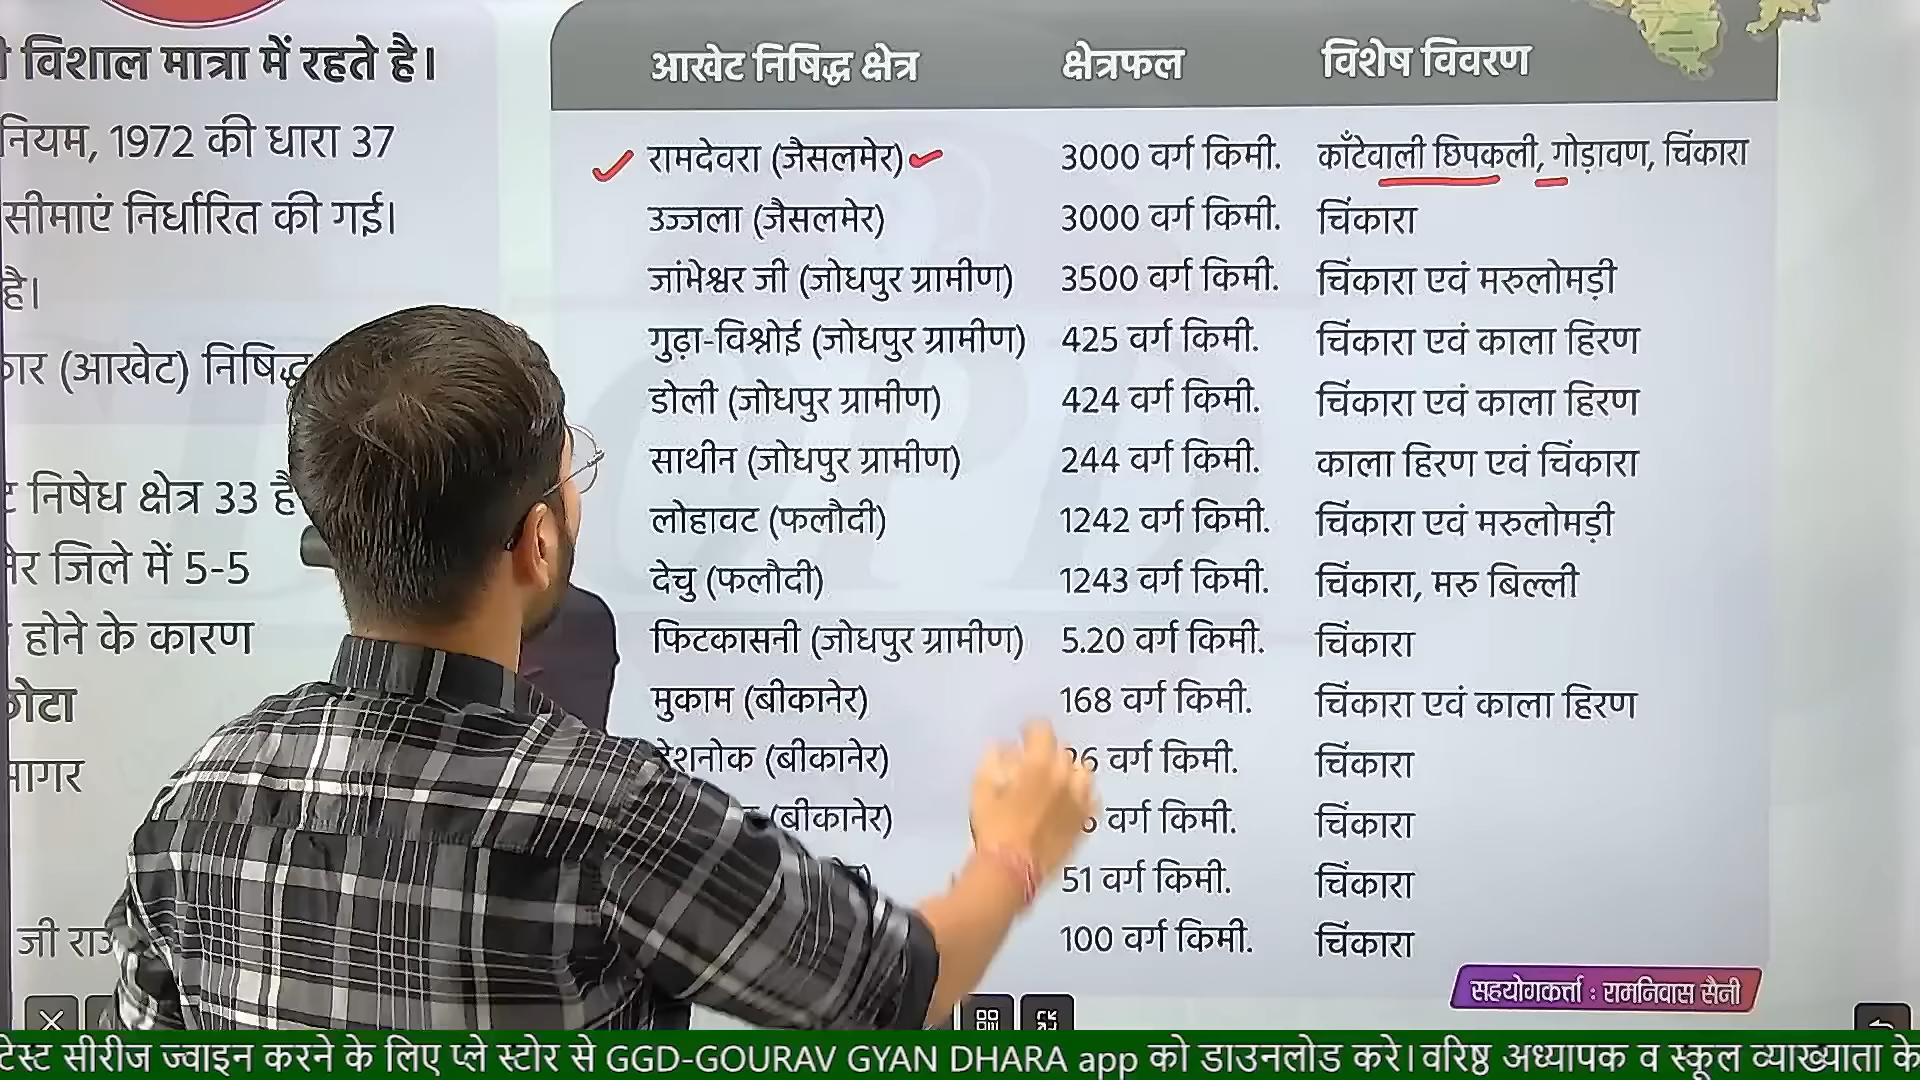 विशाल मात्रा में रहते है।
नियम, 1972 की धारा 37
सीमाएं निर्धारित की गई।
है।
(आखेट) निषिद्ध
निषेध क्षेत्र 33 है
जिले में 5-5
होने के कारण
जी
आखेट निषिद्ध क्षेत्र क्षेत्रफल विशेष विवरण
रामदेवरा (जैसलमेर) 3000 वर्ग किमी. काँटेवाली छिपकली, गोड़ावण, चिंकारा
उज्जला (जैसलमेर) 3000 वर्ग किमी. चिंकारा
जांभेश्वर जी (जोधपुर ग्रामीण) 3500 वर्ग किमी. चिंकारा एवं मरुलोमड़ी
गुढ़ा-विश्नोई (जोधपुर ग्रामीण) 425 वर्ग किमी. चिंकारा एवं काला हिरण
डोली (जोधपुर ग्रामीण) 424 वर्ग किमी. चिंकारा एवं काला हिरण
साथीन (जोधपुर ग्रामीण) 244 वर्ग किमी. काला हिरण एवं चिंकारा
लोहावट (फलौदी) 1242 वर्ग किमी. चिंकारा एवं मरुलोमड़ी
देचु (फलौदी) 1243 वर्ग किमी. चिंकारा, मरु बिल्ली
फिटकासनी (जोधपुर ग्रामीण) 5.20 वर्ग किमी. चिंकारा
मुकाम (बीकानेर) 168 वर्ग किमी. चिंकारा एवं काला हिरण
देशनोक (बीकानेर) वर्ग किमी. चिंकारा
(बीकानेर) वर्ग किमी. चिंकारा
51 वर्ग किमी. चिंकारा
100 वर्ग किमी. चिंकारा
सहयोगकर्त्ता : रामनिवास सैनी
टेस्ट सीरीज ज्वाइन करने के लिए प्ले स्टोर से GGD-GOURAV GYAN DHARA app को डाउनलोड करे। वरिष्ठ अध्यापक व स्कूल व्याख्याता के